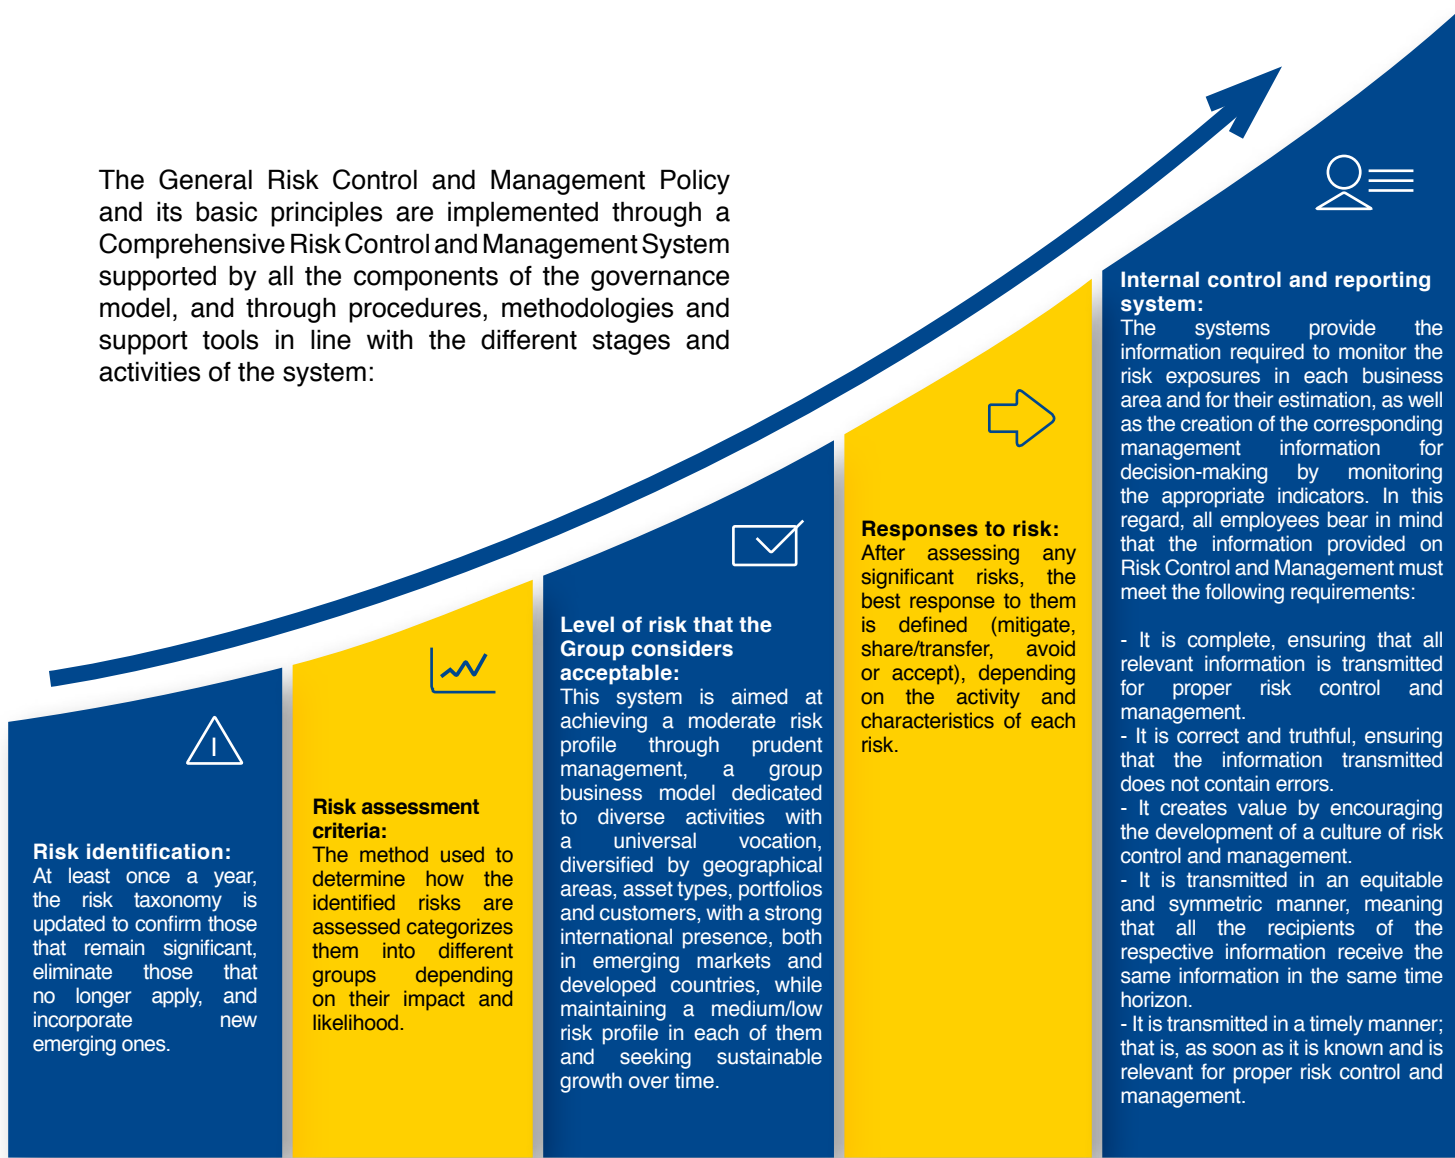 The General Risk Control and Management Policy
and its basic principles are implemented through a
Comprehensive Risk Control and Management System
supported by all the components of the governance
model, and through procedures, methodologies and
support tools in line with the different stages and
activities of the system:
Risk identification:
At least once a year,
the risk taxonomy is
updated to confirm those
that remain significant,
eliminate those that
no longer apply, and
incorporate new
emerging ones.
Risk assessment
criteria:
The method used to
determine how the
identified risks are
assessed categorizes
them into different
groups depending
on their impact and
likelihood.
Level of risk that the
Group considers
acceptable:
This system is aimed at
achieving a moderate risk
profile through prudent
management, a group
business model dedicated
to diverse activities with
a universal vocation,
diversified by geographical
areas, asset types, portfolios
and customers, with a strong
international presence, both
in emerging markets and
developed countries, while
maintaining a medium/low
risk profile in each of them
and seeking sustainable
growth over time.
Responses to risk:
After assessing any
significant risks, the
best response to them
is defined (mitigate,
share/transfer, avoid
or accept), depending
on the activity and
characteristics of each
risk.
Internal control and reporting
system:
The systems provide the
information required to monitor the
risk exposures in each business
area and for their estimation, as well
as the creation of the corresponding
management information for
decision-making by monitoring
the appropriate indicators. In this
regard, all employees bear in mind
that the information provided on
Risk Control and Management must
meet the following requirements:
- It is complete, ensuring that all
relevant information is transmitted
for proper risk control and
management.
- It is correct and truthful, ensuring
that the information transmitted
does not contain errors.
- It creates value by encouraging
the development of a culture of risk
control and management.
- It is transmitted in an equitable
and symmetric manner, meaning
that all the recipients of the
respective information receive the
same information in the same time
horizon.
- It is transmitted in a timely manner;
that is, as soon as it is known and is
relevant for proper risk control and
management.